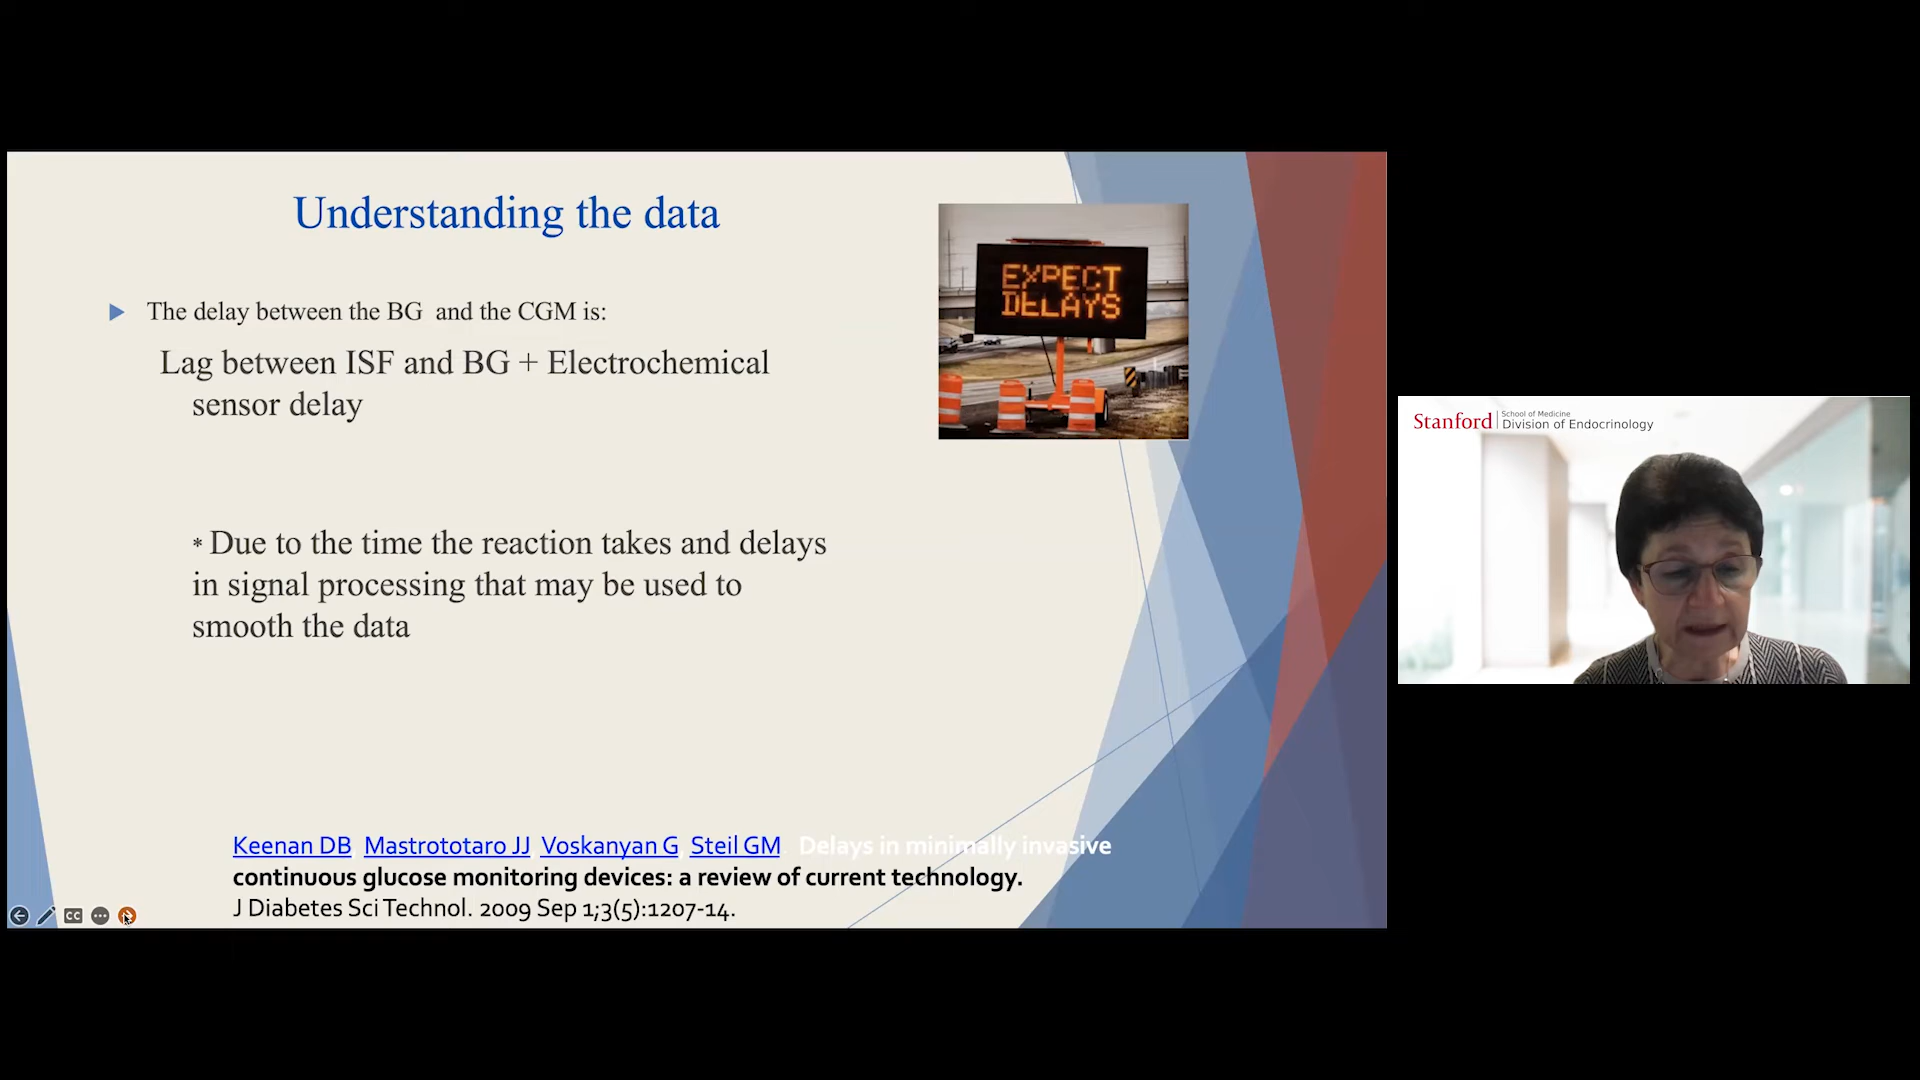 Understanding the data
EXPECT
DELAYS
The delay between the BG and the CGM is:
Lag between ISF and BG + Electrochemical
sensor delay
* Due to the time the reaction takes and delays
in signal processing that may be used to
smooth the data
Keenan DB, Mastrototaro JJ, Voskanyan G, Steil GM. Delays in minimally invasive
continuous glucose monitoring devices: a review of current technology.
J Diabetes Sci Technol. 2009 Sep 1;3(5):1207-14.
CC
Stanford
School of Medicine
Division of Endocrinology